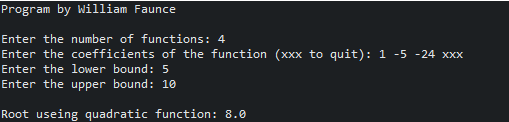 Program by William Faunce
Enter the number of functions: 4
Enter the coefficients of the function (xxx to quit): 1 -5 -24 xxx
Enter the lower bound: 5
Enter the upper bound: 10
Root useing quadratic function: 8.0